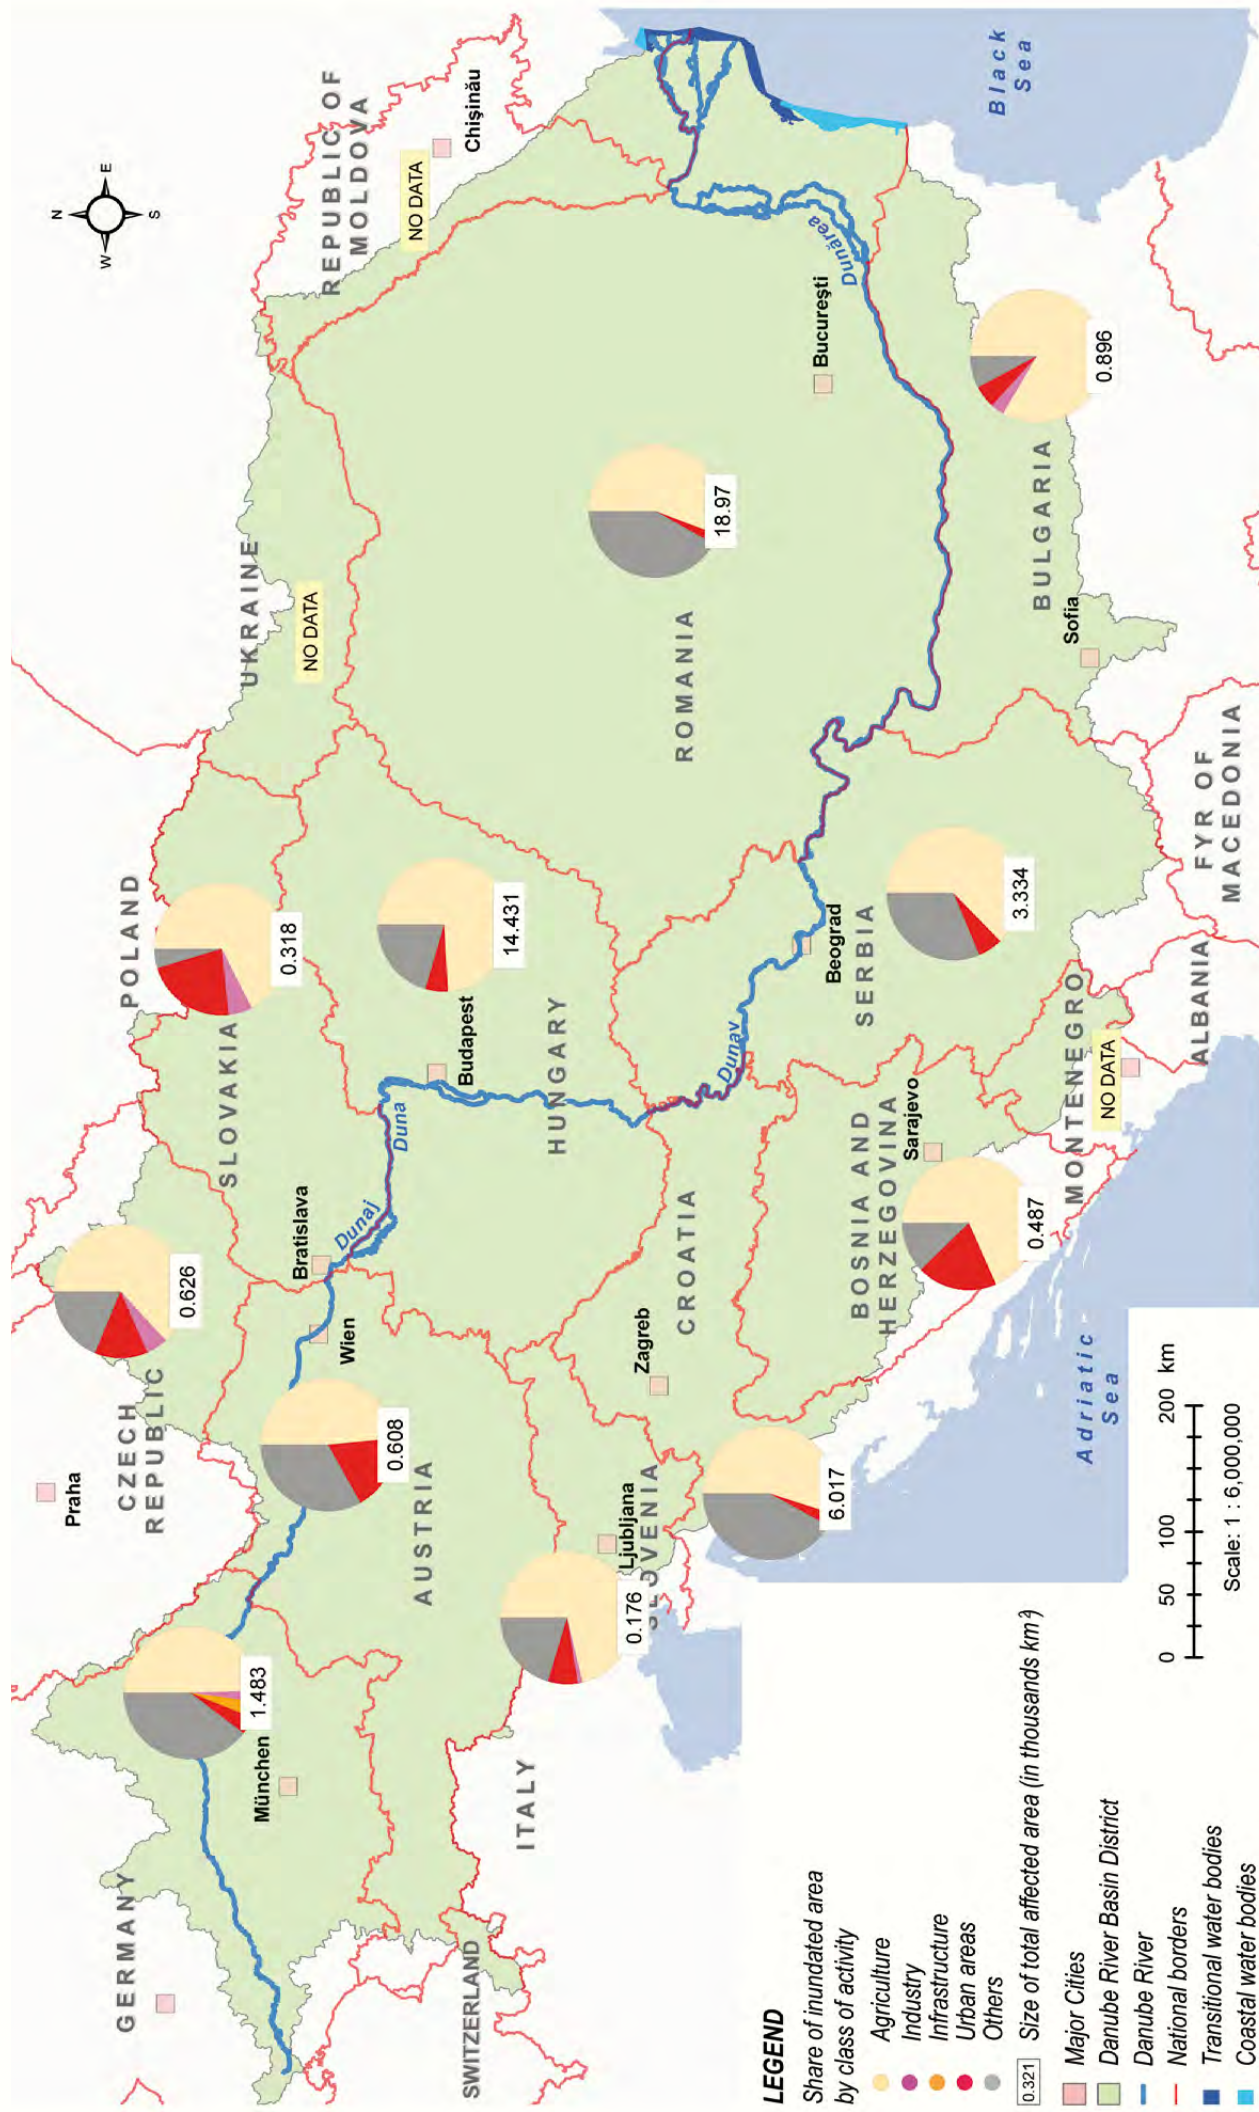 N
W
E
S
GERMANY
München
1.483
Praha
CZECH
REPUBLIC
0.626
POLAND
SLOVAKIA
0.318
UKRAINE
NO DATA
REPUBLIC OF
MOLDOVA
NO DATA
Chişinău
Wien
Bratislava
Dunaj
Duna
AUSTRIA
0.608
Budapest
HUNGARY
14.431
ROMANIA
18.97
Bucureşti
Dunărea
Black
Sea
SWITZERLAND
ITALY
SLOVENIA
Ljubljana
0.176
Zagreb
CROATIA
6.017
Dunav
Beograd
SERBIA
3.334
BOSNIA AND
HERZEGOVINA
Sarajevo
0.487
MONTENEGRO
NO DATA
ALBANIA
FYR OF
MACEDONIA
BULGARIA
Sofia
0.896
Adriatic
Sea
LEGEND
Share of inundated area
by class of activity
Agriculture
Industry
Infrastructure
Urban areas
Others
0.321 Size of total affected area (in thousands km²)
Major Cities
Danube River Basin District
Danube River
National borders
Transitional water bodies
Coastal water bodies
0 50 100 200 km
Scale: 1 : 6,000,000